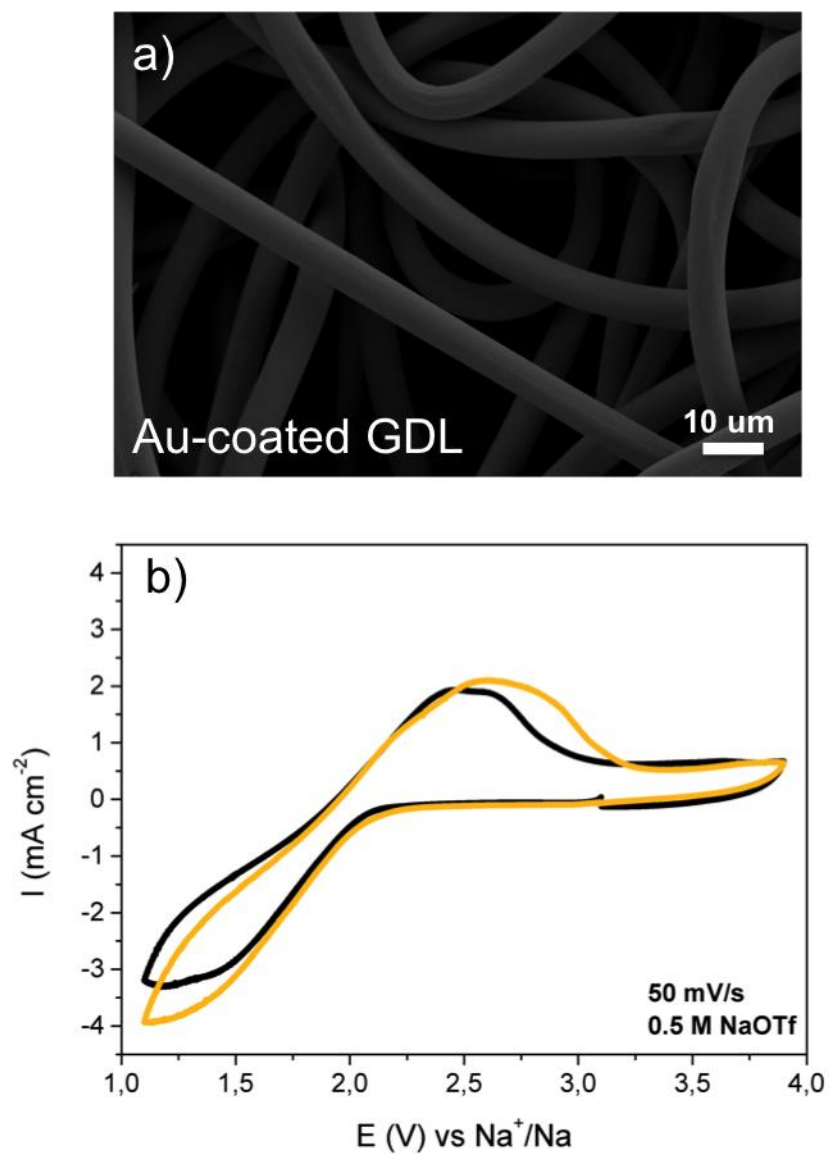 a)
Au-coated GDL
10 um
b)
4
3
2
1
0
-1
-2
-3
-4
I (mA cm⁻²)
50 mV/s
0.5 M NaOTf
1,0 1,5 2,0 2,5 3,0 3,5 4,0
E (V) vs Na⁺/Na